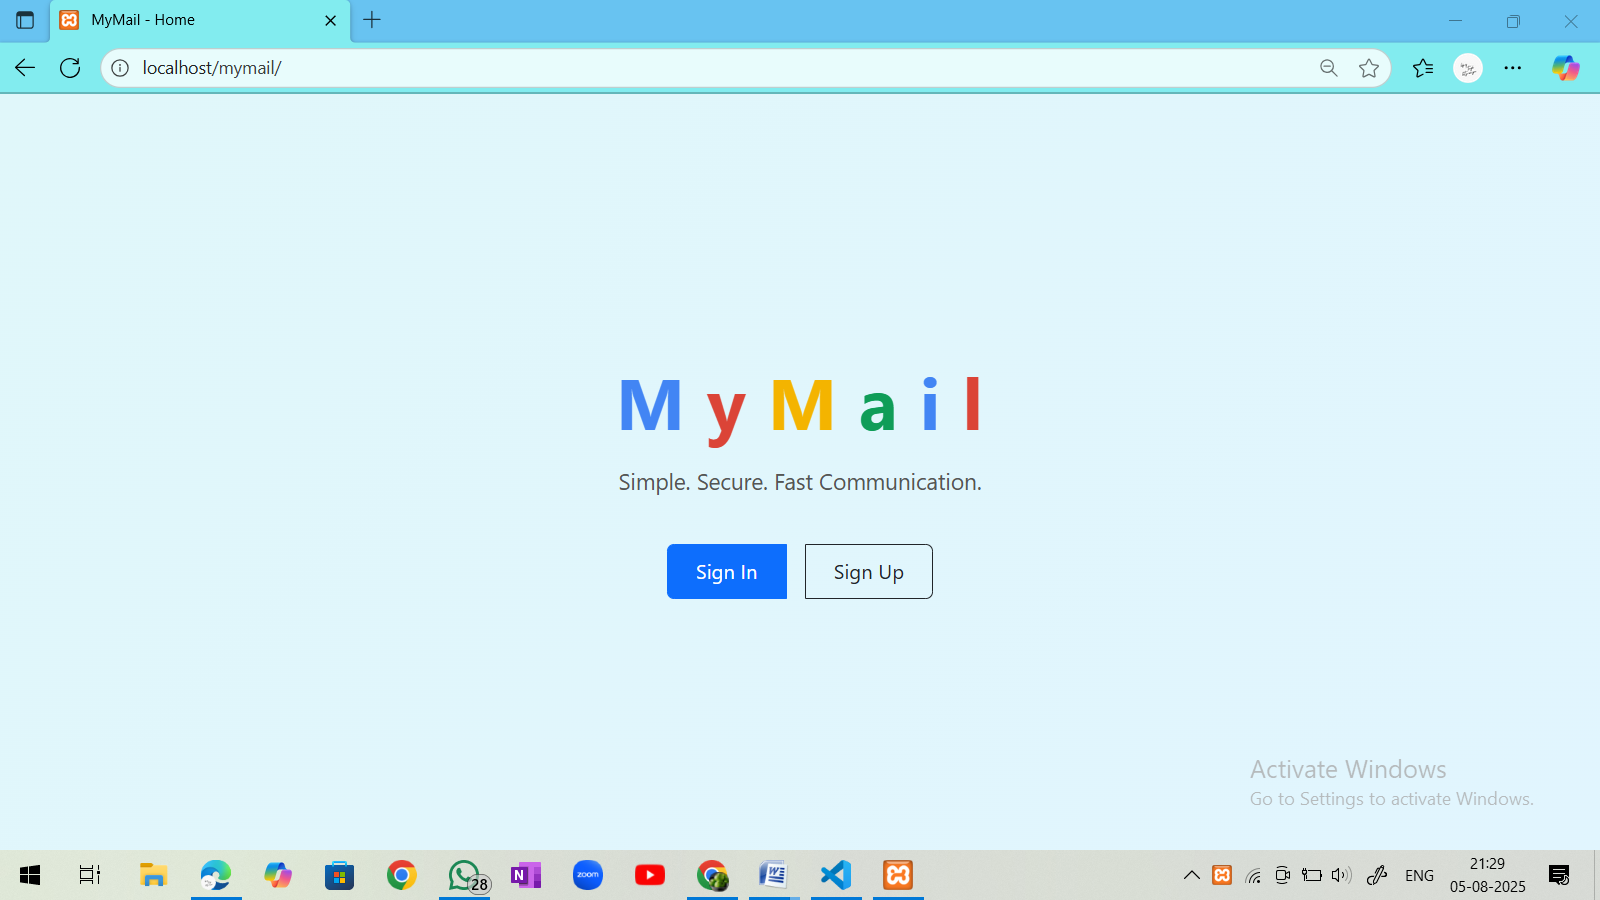 MyMail - Home
localhost/mymail/
M y M a i l
Simple. Secure. Fast Communication.
Sign In
Sign Up
Activate Windows
Go to Settings to activate Windows.
28
N
zoom
W
ENG
21:29
05-08-2025